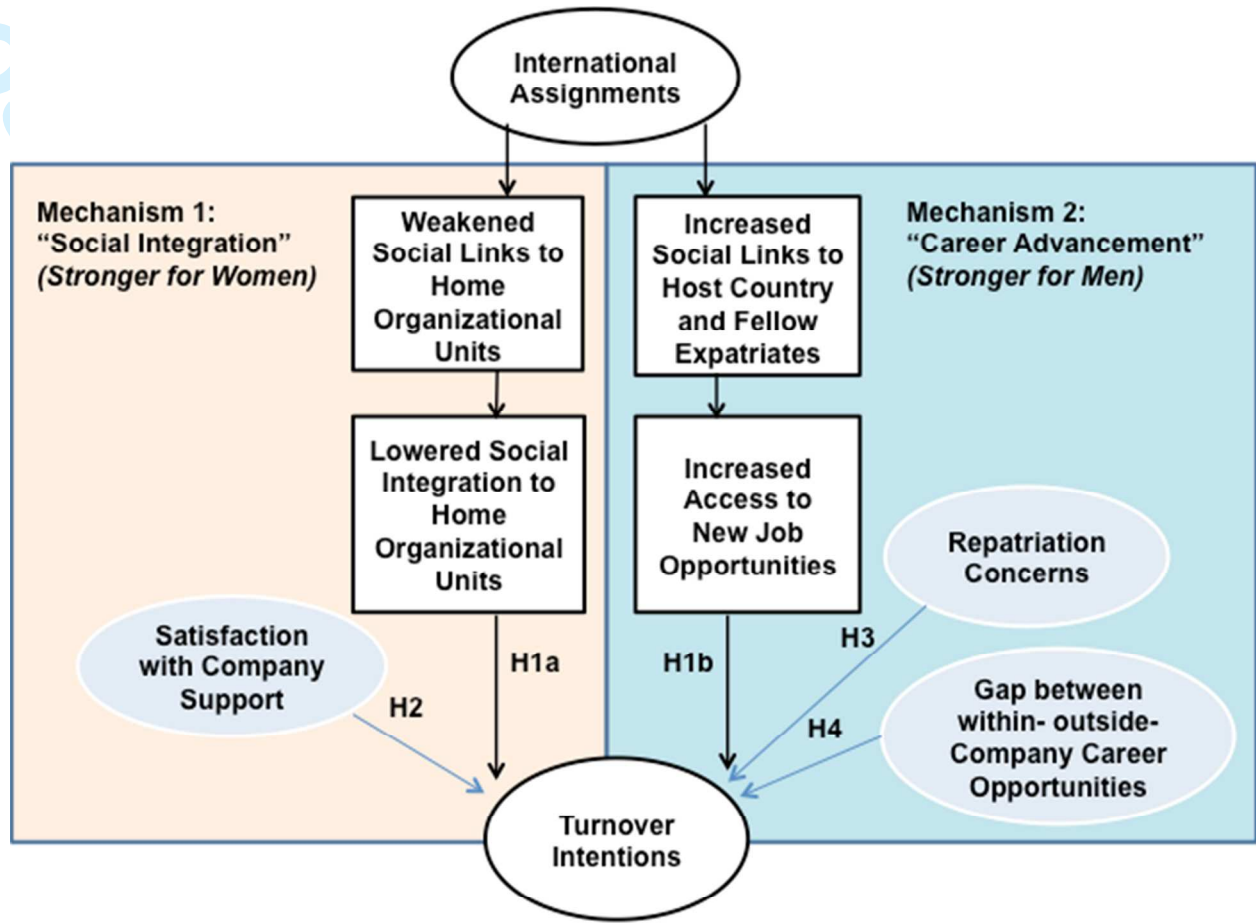 International
Assignments
Mechanism 1:
“Social Integration”
(Stronger for Women)
Weakened
Social Links to
Home
Organizational
Units
Increased
Social Links to
Host Country
and Fellow
Expatriates
Mechanism 2:
“Career Advancement”
(Stronger for Men)
Lowered Social
Integration to
Home
Organizational
Units
Increased
Access to
New Job
Opportunities
Repatriation
Concerns
Satisfaction
with Company
Support
H2
H1a
H1b
H3
H4
Gap between
within- outside-
Company Career
Opportunities
Turnover
Intentions